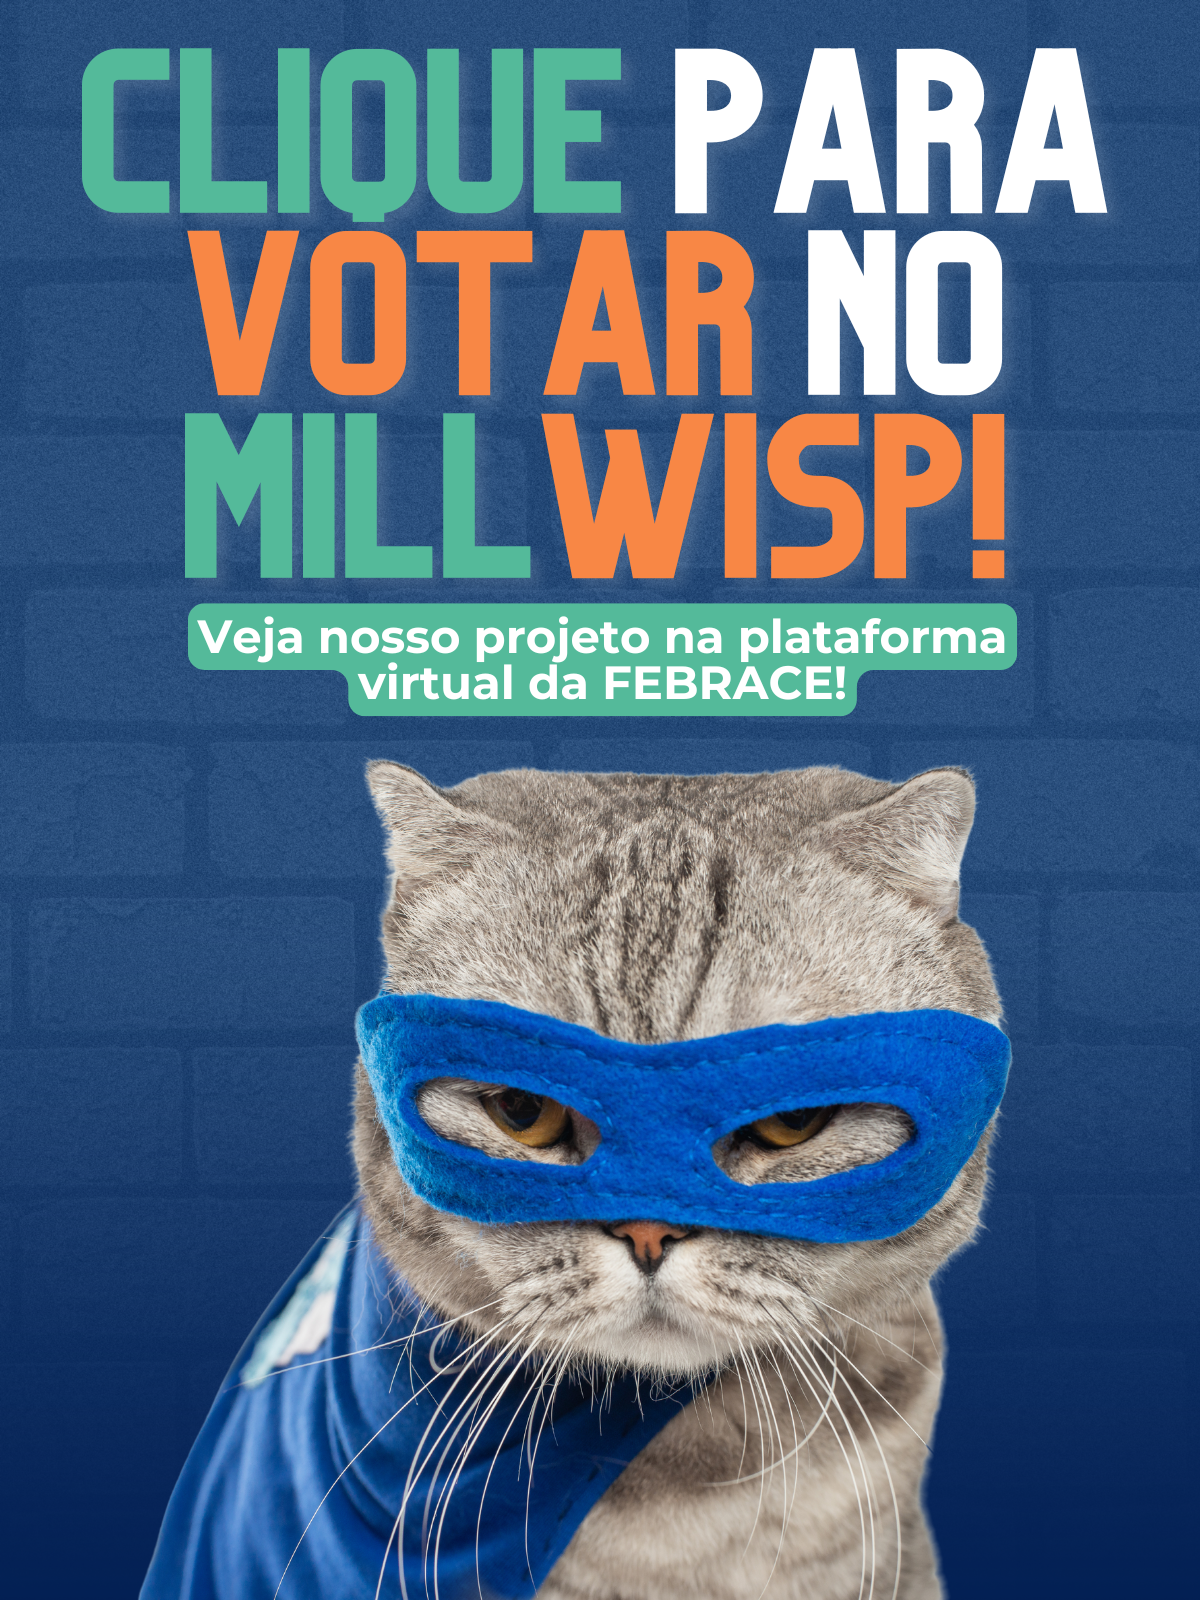 CLIQUE PARA
VOTAR NO
MILLWISP!
Veja nosso projeto na plataforma
virtual da FEBRACE!